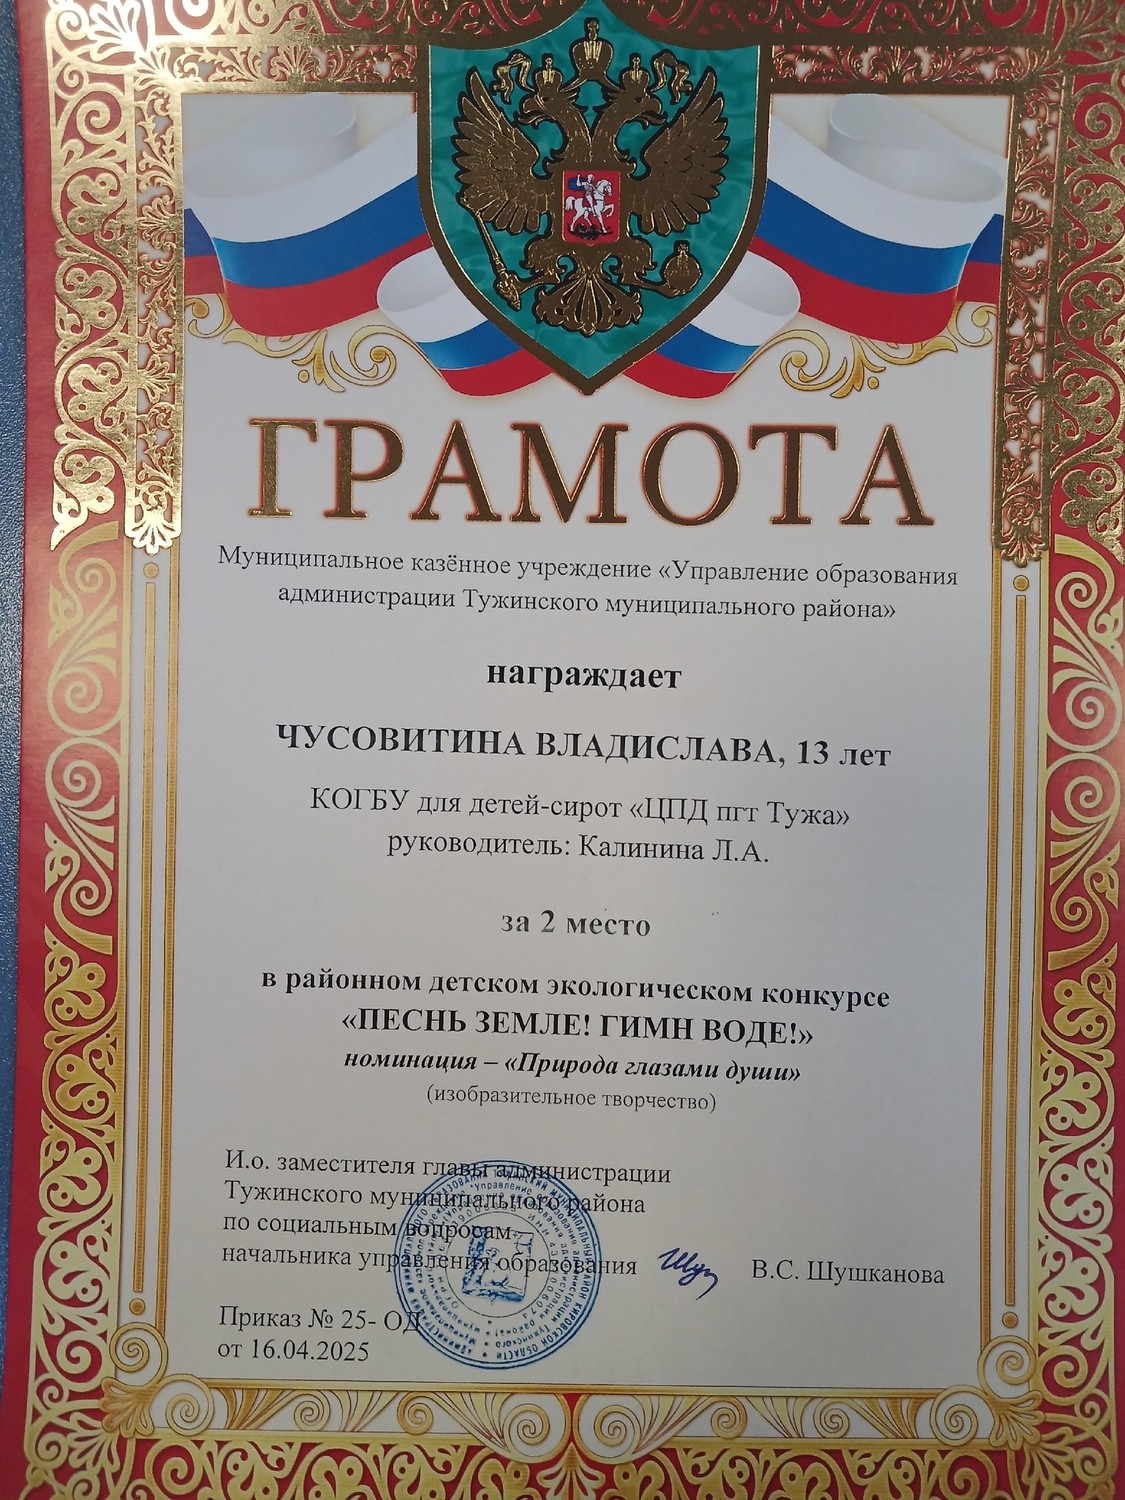 ГРАМОТА
Муниципальное казённое учреждение «Управление образования
администрации Тужинского муниципального района»
награждает
ЧУСОВИТИНА ВЛАДИСЛАВА, 13 лет
КОГБУ для детей-сирот «ЦПД пгт Тужа»
руководитель: Калинина Л.А.
за 2 место
в районном детском экологическом конкурсе
«ПЕСНЬ ЗЕМЛЕ! ГИМН ВОДЕ!»
номинация – «Природа глазами души»
(изобразительное творчество)
И.о. заместителя главы администрации
Тужинского муниципального района
по социальным вопросам-
начальника управления образования В.С. Шушканова
Приказ № 25- ОД
от 16.04.2025